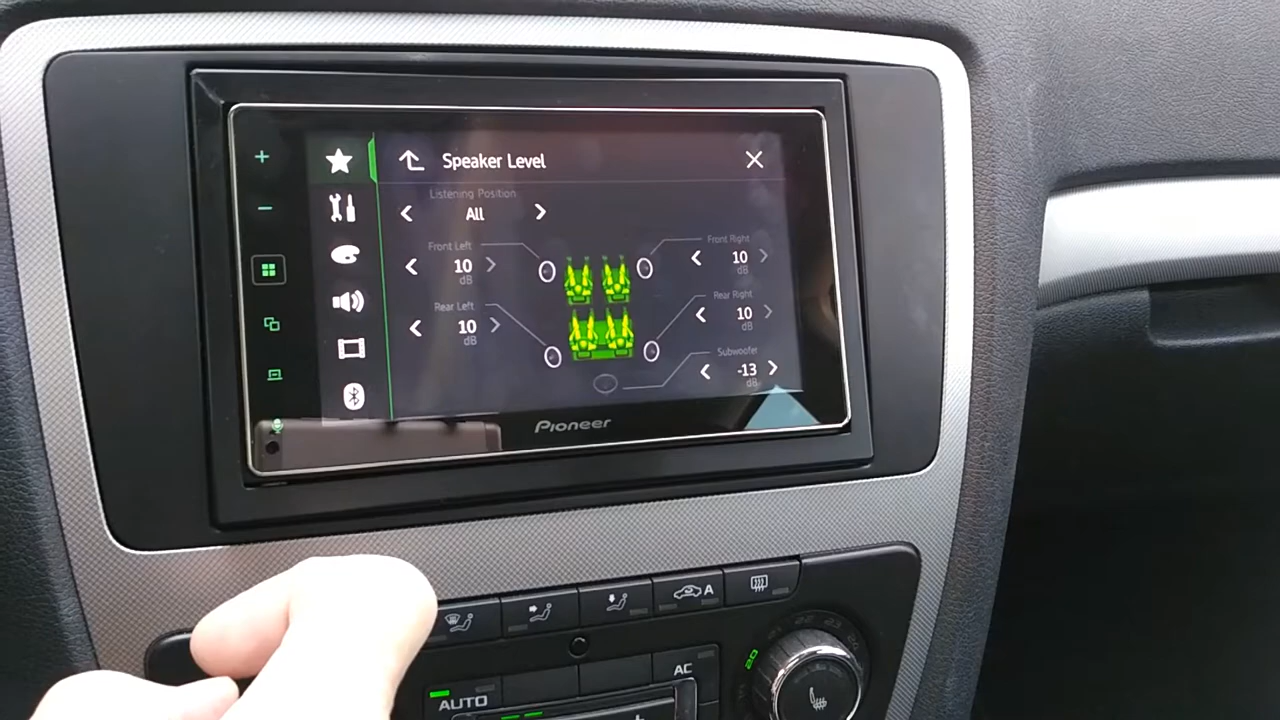 Speaker Level
Listening Position
All
Front Left
10
dB
Front Right
10
dB
Rear Left
10
dB
Rear Right
10
dB
Subwoofer
-13
dB
Pioneer
A
AC
AUTO